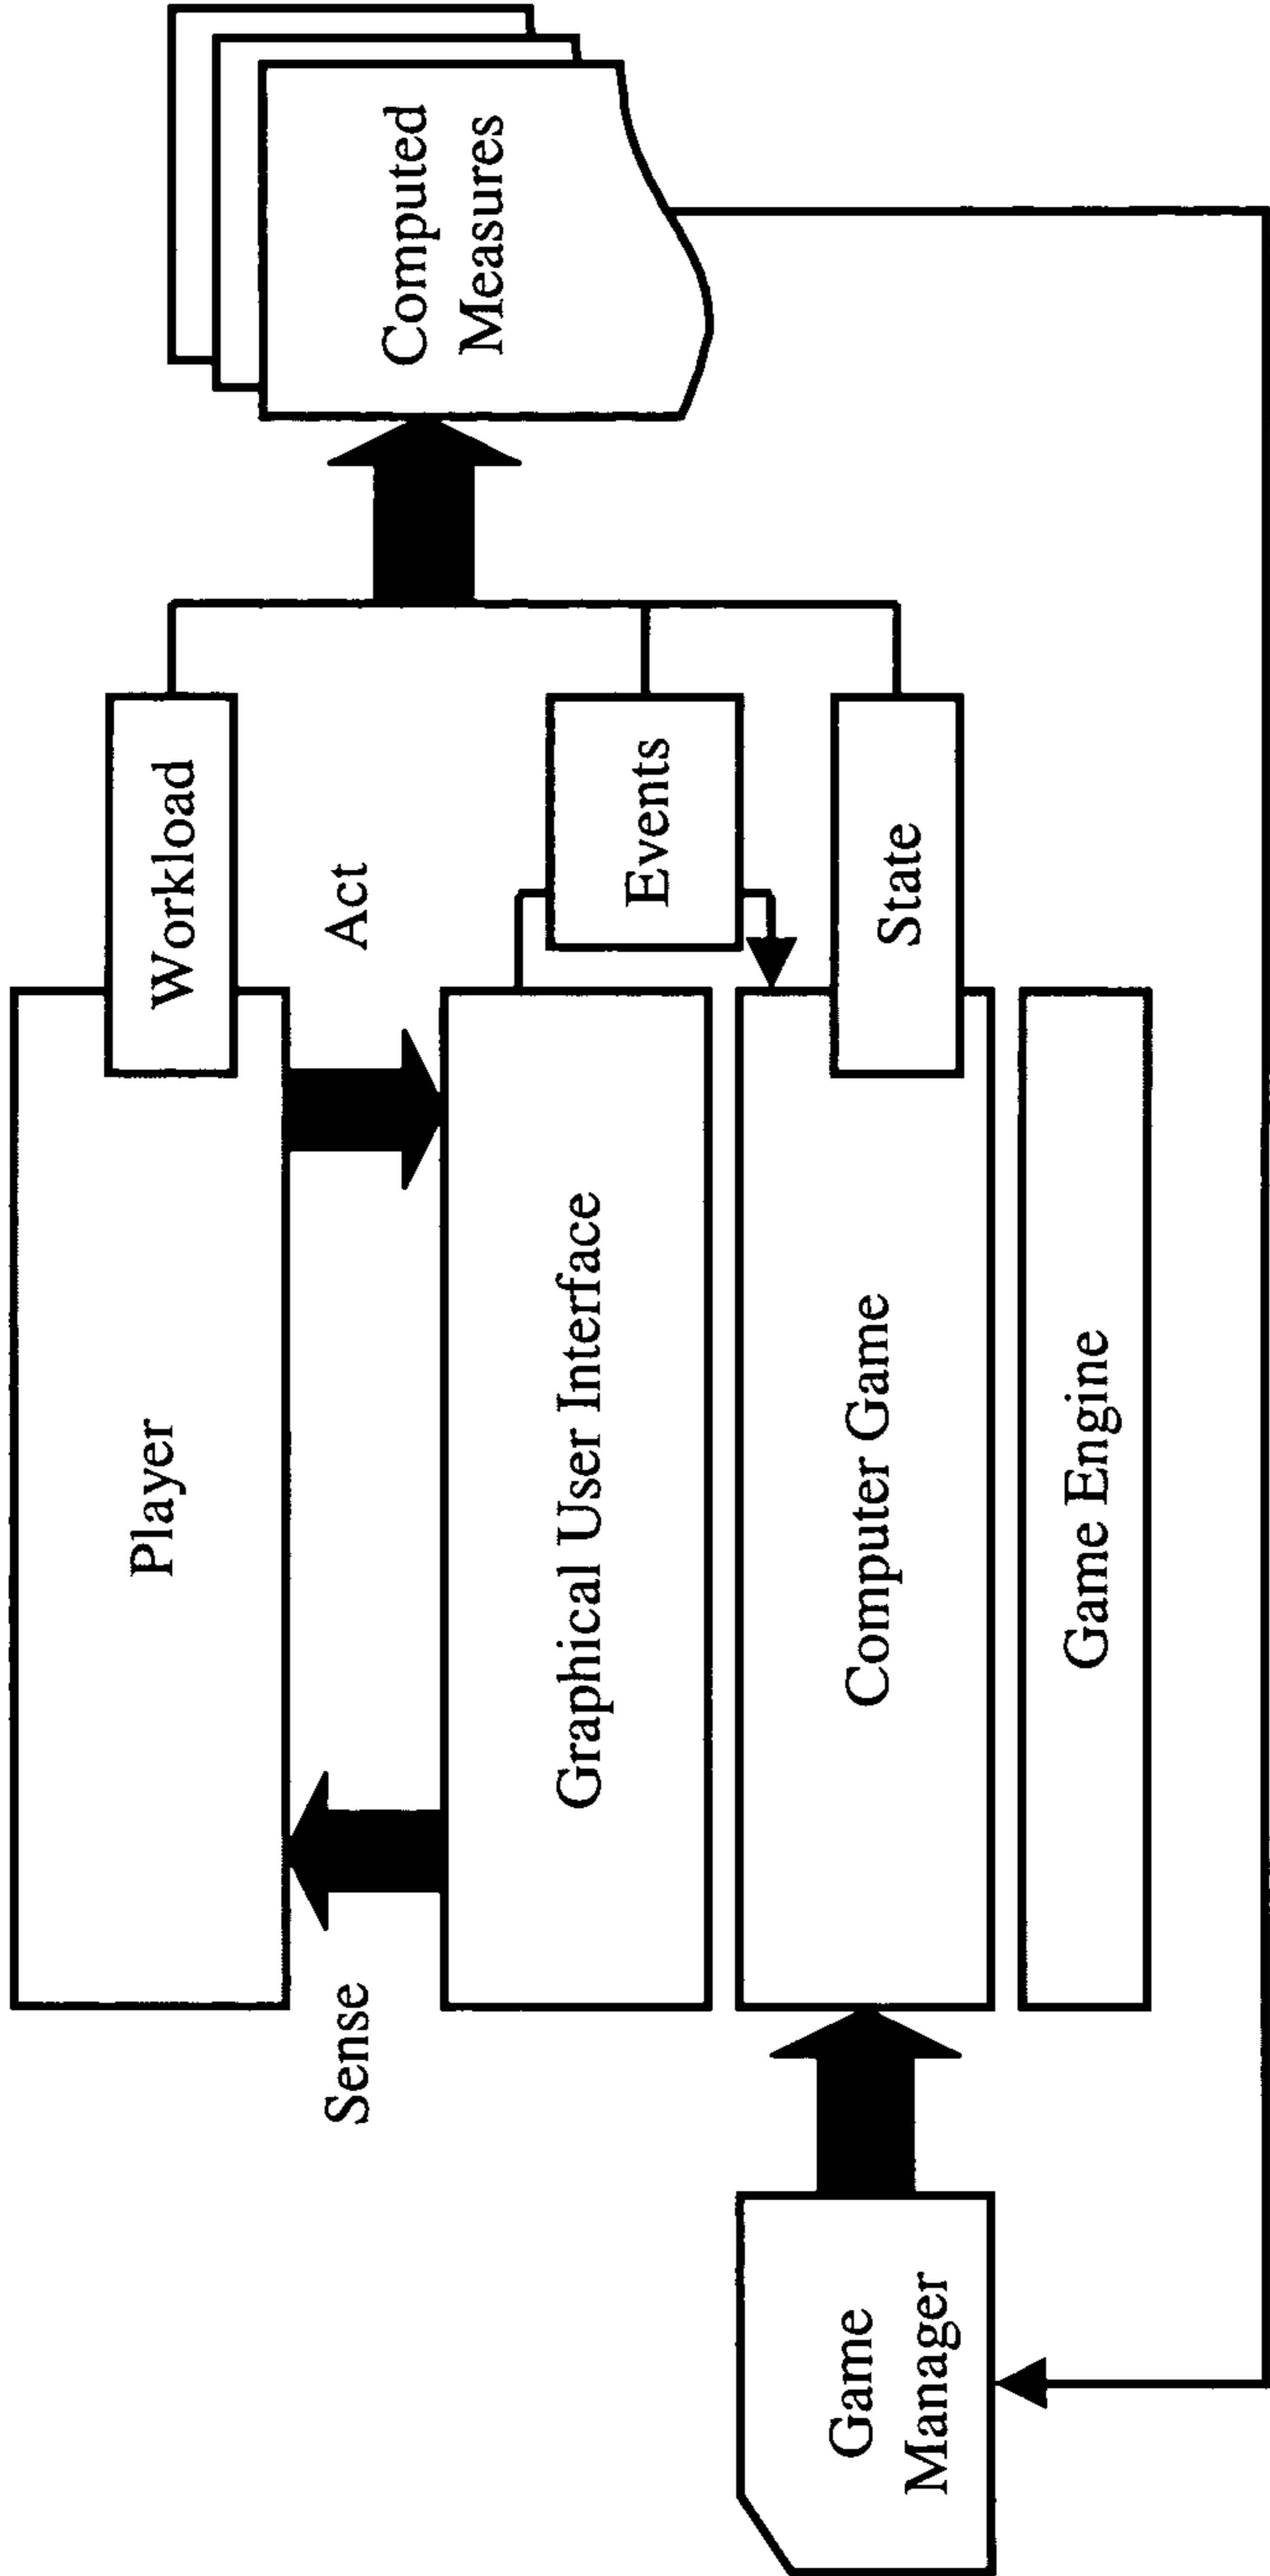 Player
Workload
Sense
Act
Computed
Measures
Graphical User Interface
Events
Game
Manager
Computer Game
State
Game Engine